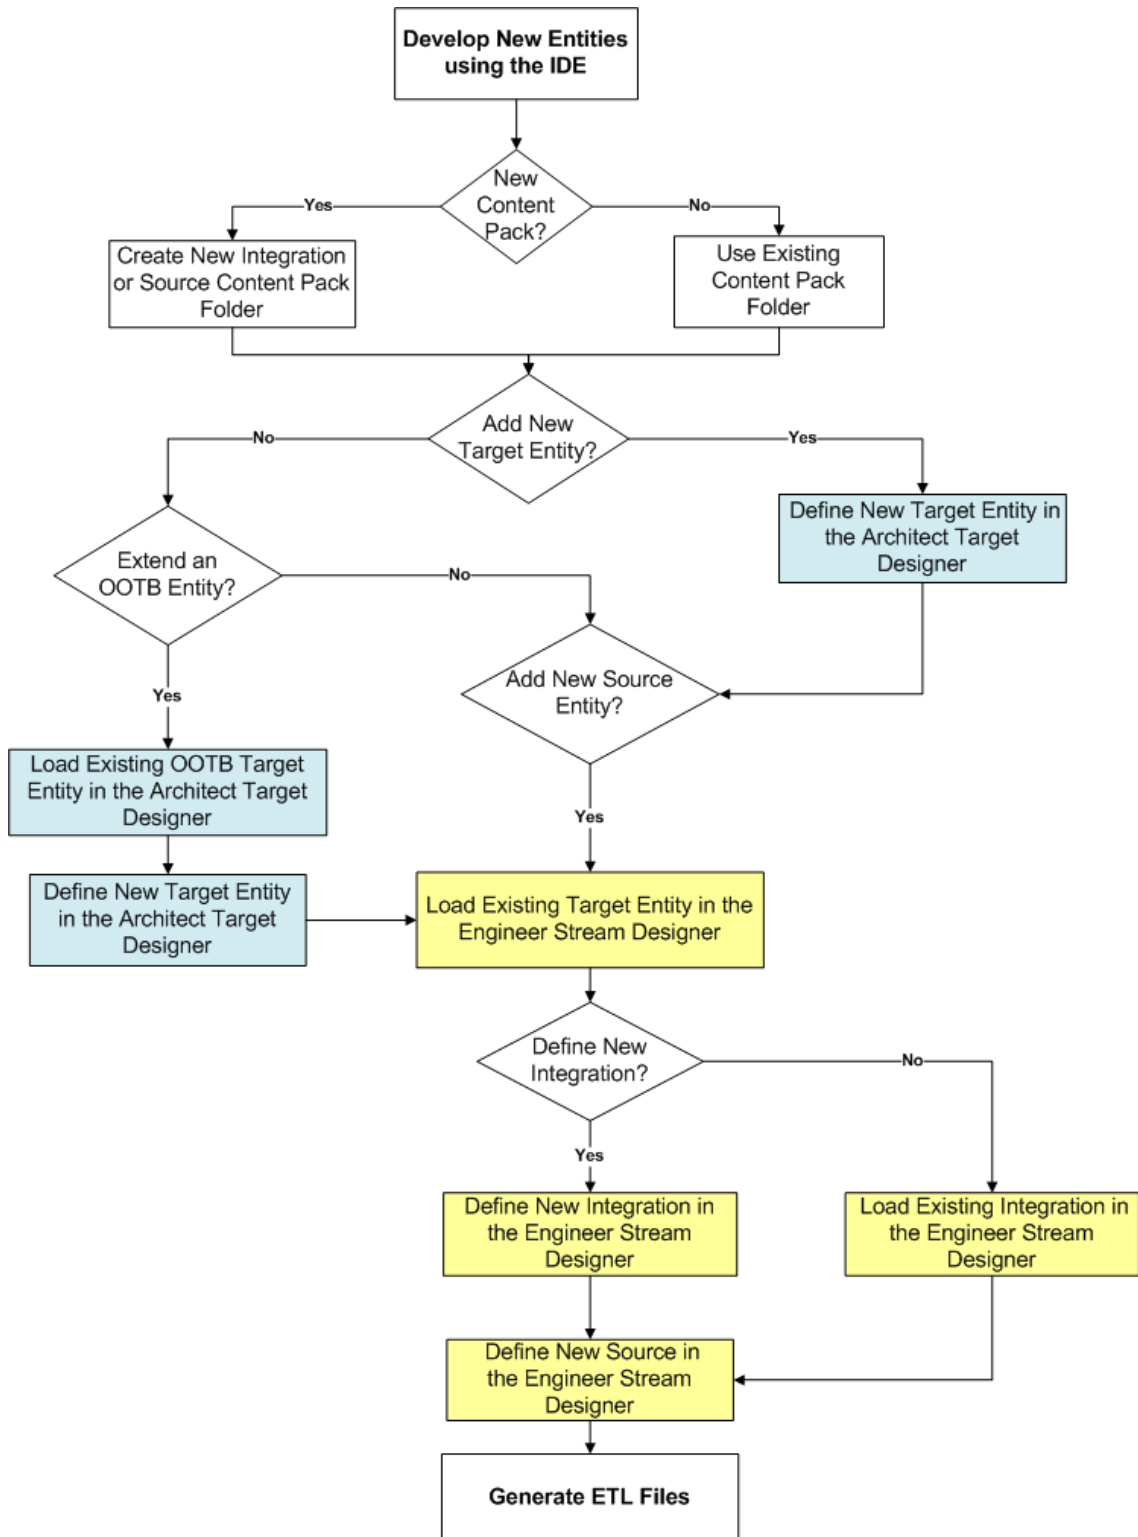 Develop New Entities
using the IDE
New
Content
Pack?
Yes
No
Create New Integration
or Source Content Pack
Folder
Use Existing
Content Pack
Folder
Add New
Target Entity?
No
Yes
Define New Target Entity in
the Architect Target
Designer
Extend an
OOTB Entity?
No
Yes
Add New Source
Entity?
Load Existing OOTB Target
Entity in the Architect Target
Designer
Yes
Define New Target Entity
in the Architect Target
Designer
Load Existing Target Entity in the
Engineer Stream Designer
Define New
Integration?
No
Yes
Define New Integration in
the Engineer Stream
Designer
Load Existing Integration in
the Engineer Stream
Designer
Define New Source in
the Engineer Stream
Designer
Generate ETL Files